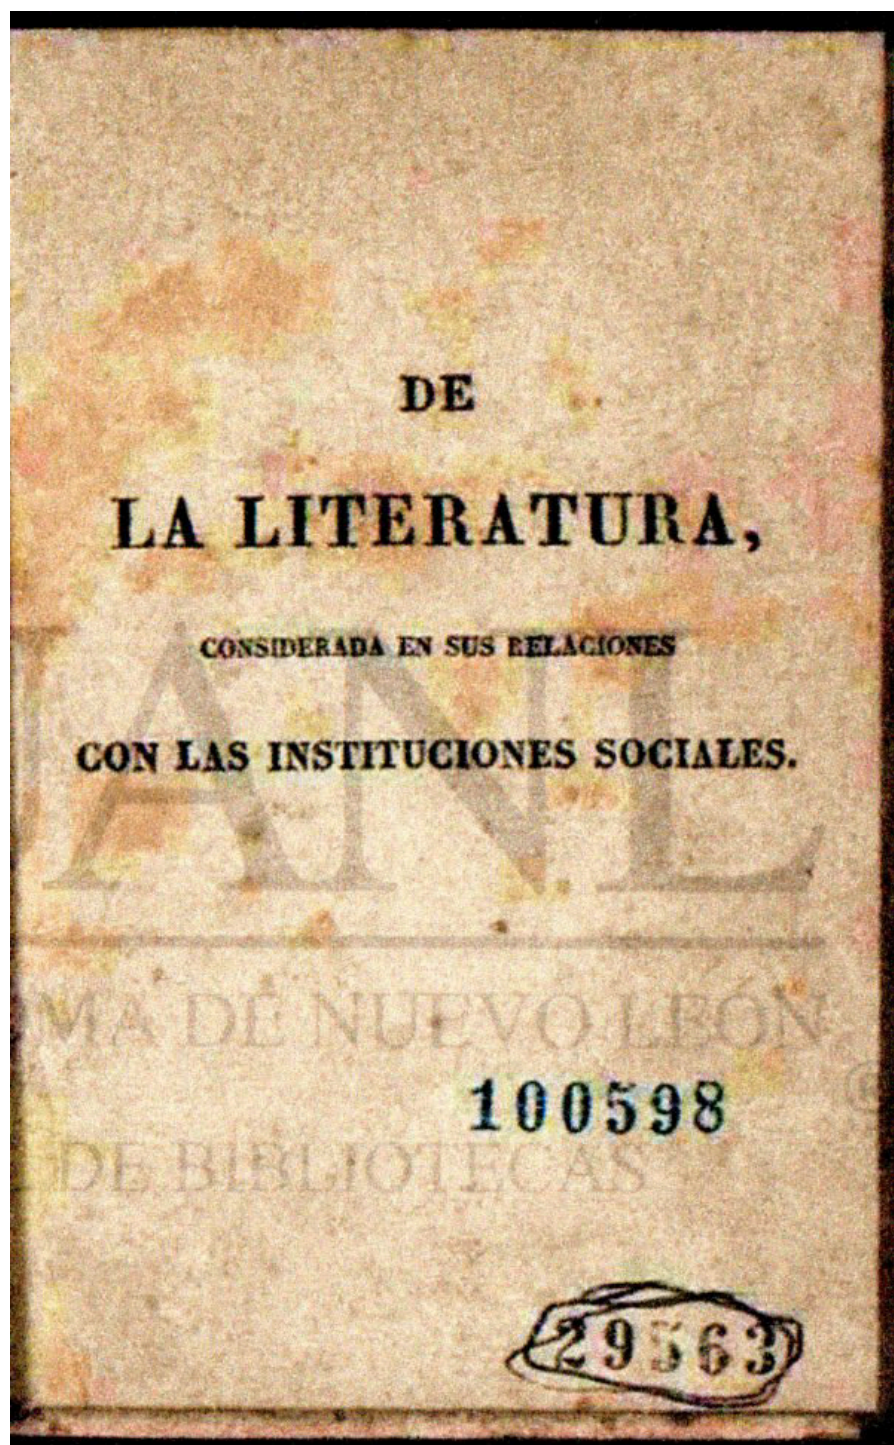 DE
LA LITERATURA,
CONSIDERADA EN SUS RELACIONES
CON LAS INSTITUCIONES SOCIALES.
ANL
MA DE NUEVO LEÓN
®
100598
DE BIBLIOTECAS
29563